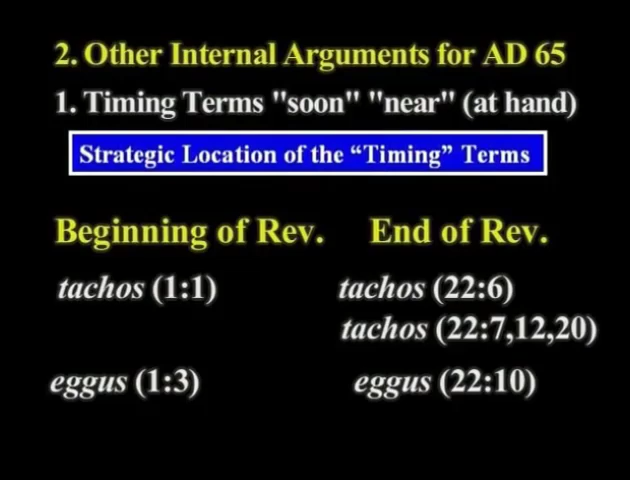 2. Other Internal Arguments for AD 65
1. Timing Terms "soon" "near" (at hand)
Strategic Location of the “Timing” Terms
Beginning of Rev. End of Rev.
tachos (1:1) tachos (22:6)
tachos (22:7,12,20)
eggus (1:3) eggus (22:10)